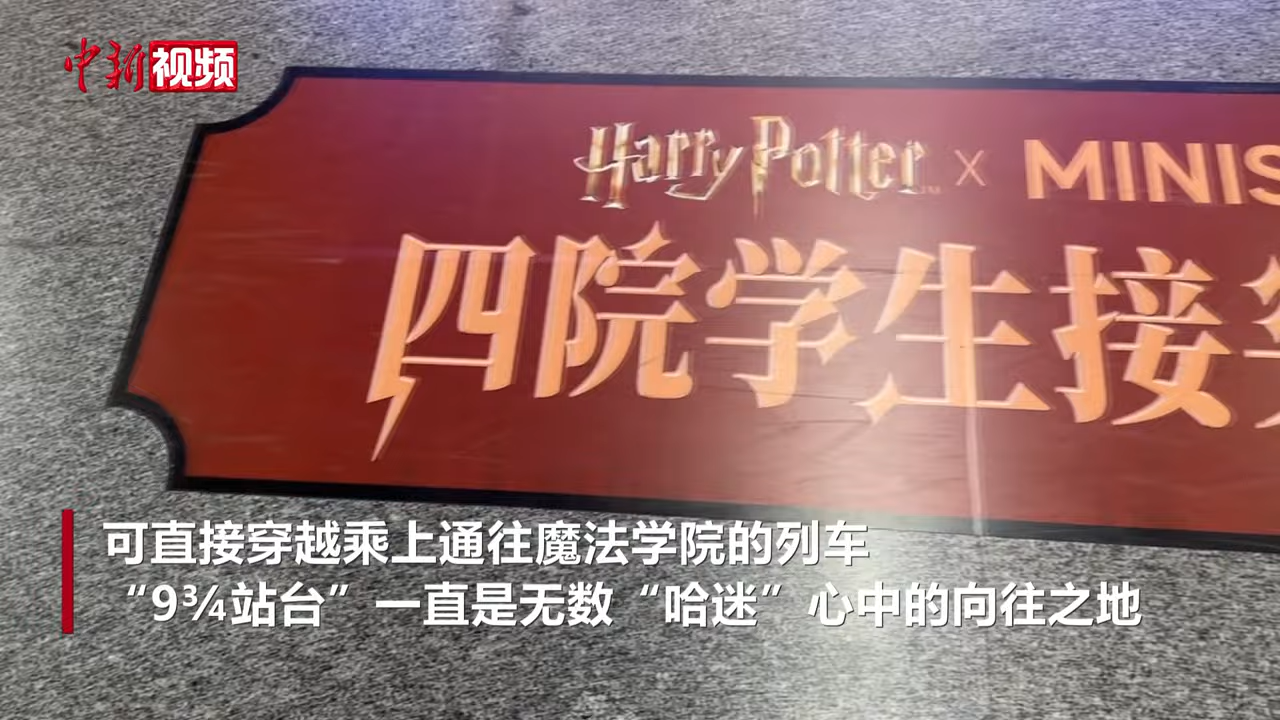 中新视频
Harry Potter™ X MINIS
四院学生接
可直接穿越乘上通往魔法学院的列车
“9¾站台”一直是无数“哈迷”心中的向往之地